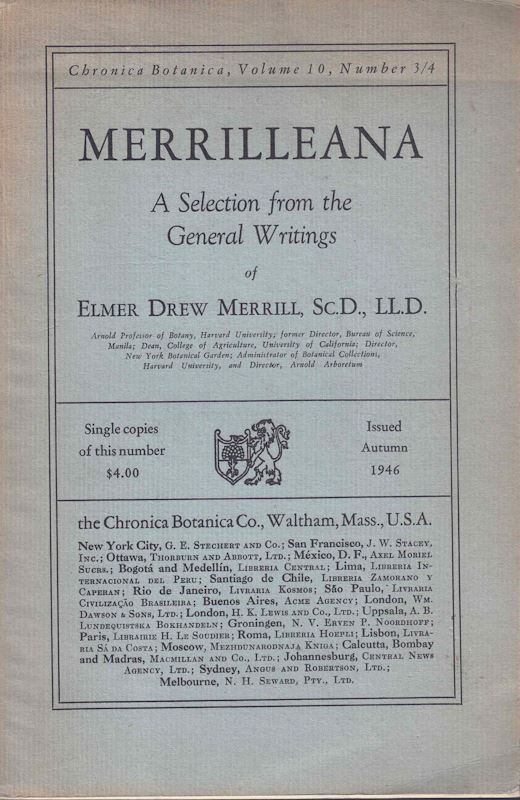 Chronica Botanica, Volume 10, Number 3/4
MERRILLEANA
A Selection from the
General Writings
of
ELMER DREW MERRILL, SC.D., LL.D.
Arnold Professor of Botany, Harvard University; former Director, Bureau of Science,
Manila; Dean, College of Agriculture, University of California; Director,
New York Botanical Garden; Administrator of Botanical Collections,
Harvard University, and Director, Arnold Arboretum
Single copies
of this number
$4.00
Issued
Autumn
1946
the Chronica Botanica Co., Waltham, Mass., U.S.A.
New York City, G. E. STECHERT AND CO.; San Francisco, J. W. STACEY,
INC.; Ottawa, THORBURN AND ABBOTT, LTD.; México, D. F., AXEL MORIEL
SUCRS.; Bogotá and Medellín, LIBRERIA CENTRAL; Lima, LIBRERIA IN-
TERNACIONAL DEL PERU; Santiago de Chile, LIBRERIA ZAMORANO Y
CAPERAN; Rio de Janeiro, LIVRARIA KOSMOS; São Paulo, LIVRARIA
CIVILIZAÇÃO BRASILEIRA; Buenos Aires, ACME AGENCY; London, WM.
DAWSON & SONS, LTD.; London, H. K. LEWIS AND CO., LTD.; Uppsala, A. B.
LUNDEQUISTSKA BOKHANDELN; Groningen, N. V. ERVEN P. NOORDHOFF;
Paris, LIBRAIRIE H. LE SOUDIER; Roma, LIBRERIA HOEPLI; Lisbon, LIVRA-
RIA SÁ DA COSTA; Moscow, MEZHDUNARODNAJA KNIGA; Calcutta, Bombay
and Madras, MACMILLAN AND CO., LTD.; Johannesburg, CENTRAL NEWS
AGENCY, LTD.; Sydney, ANGUS AND ROBERTSON, LTD.;
Melbourne, N. H. SEWARD, PTY., LTD.